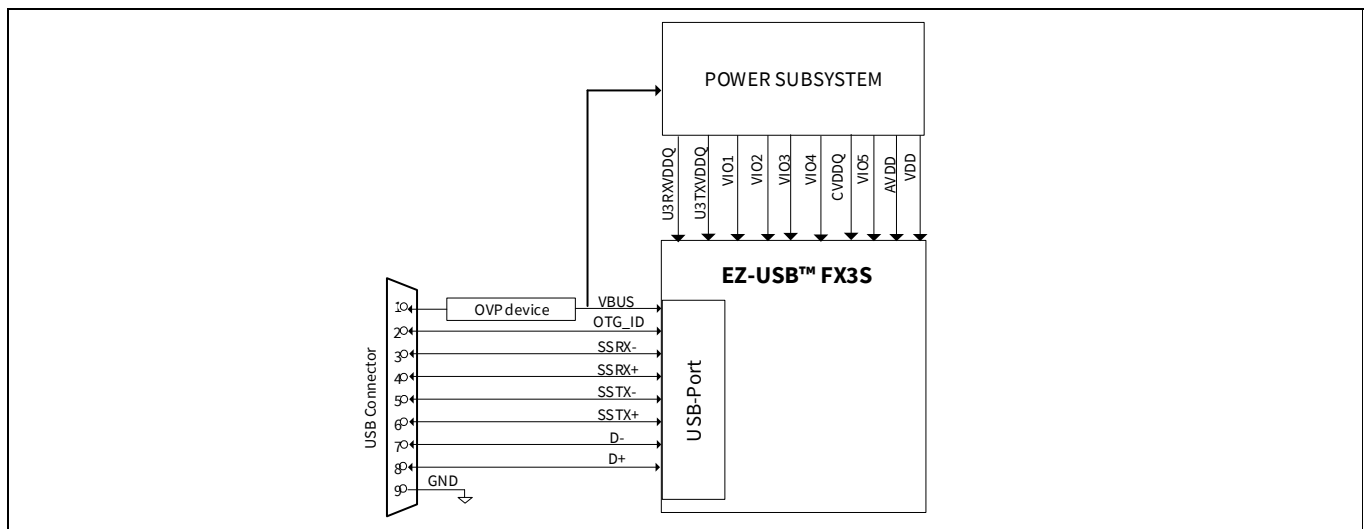 POWER SUBSYSTEM
U3RXVDDQ
U3TXVDDQ
VIO1
VIO2
VIO3
VIO4
CVDDQ
VIO5
AVDD
VDD
EZ-USB™ FX3S
USB Connector
1
OVP device
VBUS
2
OTG_ID
3
SSRX-
4
SSRX+
5
SSTX-
6
SSTX+
7
D-
8
D+
9
GND
USB-Port